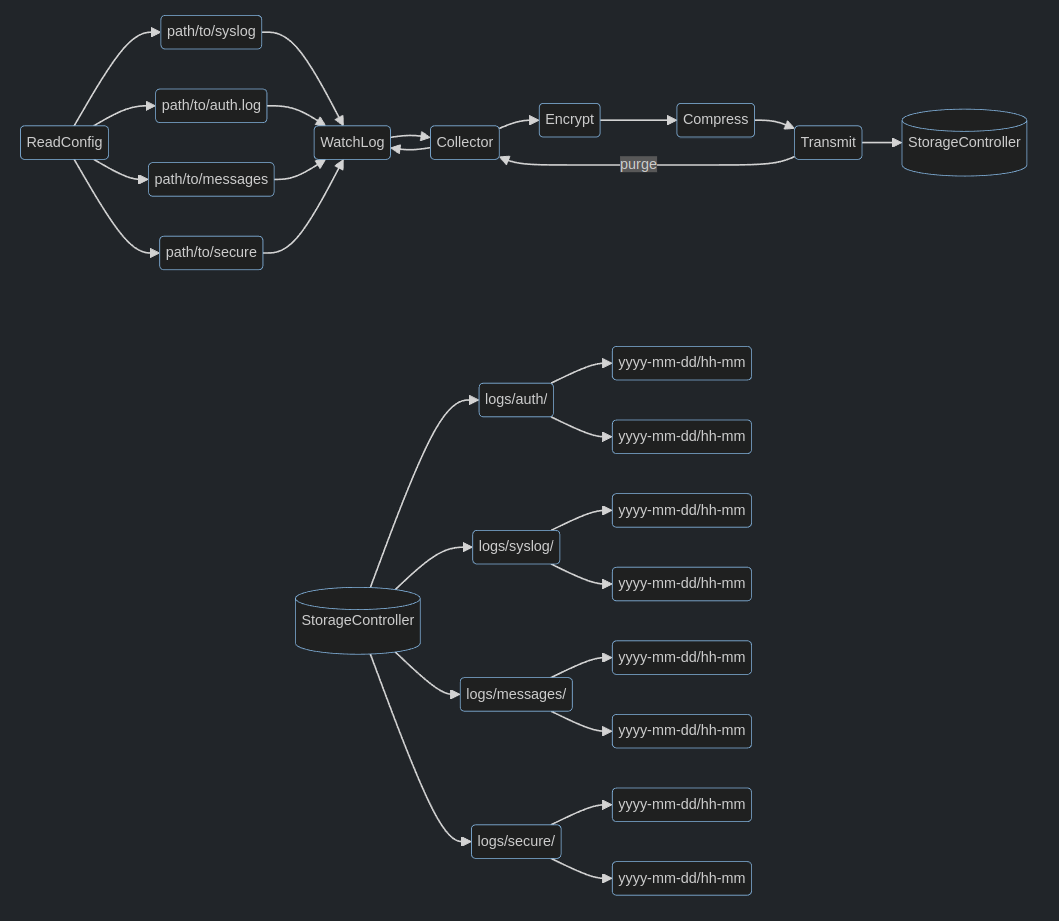 path/to/syslog
path/to/auth.log
ReadConfig
WatchLog
Collector
Encrypt
Compress
Transmit
StorageController
purge
path/to/messages
path/to/secure
yyyy-mm-dd/hh-mm
logs/auth/
yyyy-mm-dd/hh-mm
yyyy-mm-dd/hh-mm
logs/syslog/
yyyy-mm-dd/hh-mm
StorageController
yyyy-mm-dd/hh-mm
logs/messages/
yyyy-mm-dd/hh-mm
yyyy-mm-dd/hh-mm
logs/secure/
yyyy-mm-dd/hh-mm